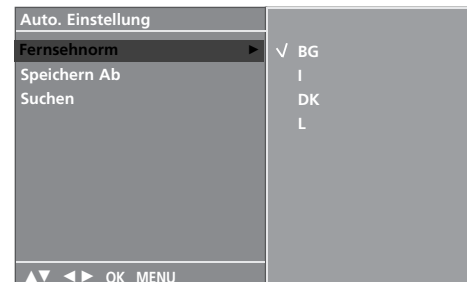 Auto. Einstellung
Fernsehnorm ►
Speichern Ab
Suchen
√ BG
I
DK
L
▲▼ ◄► OK MENU